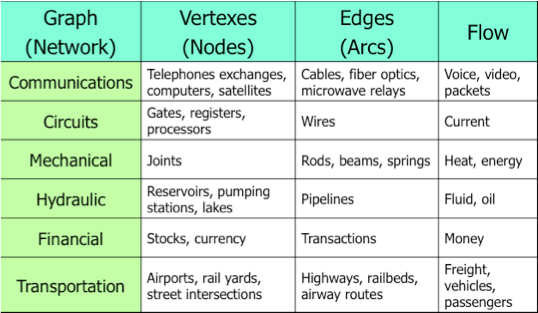 Graph
(Network)
Vertexes
(Nodes)
Edges
(Arcs)
Flow
Communications
Telephones exchanges,
computers, satellites
Cables, fiber optics,
microwave relays
Voice, video,
packets
Circuits
Gates, registers,
processors
Wires
Current
Mechanical
Joints
Rods, beams, springs
Heat, energy
Hydraulic
Reservoirs, pumping
stations, lakes
Pipelines
Fluid, oil
Financial
Stocks, currency
Transactions
Money
Transportation
Airports, rail yards,
street intersections
Highways, railbeds,
airway routes
Freight,
vehicles,
passengers